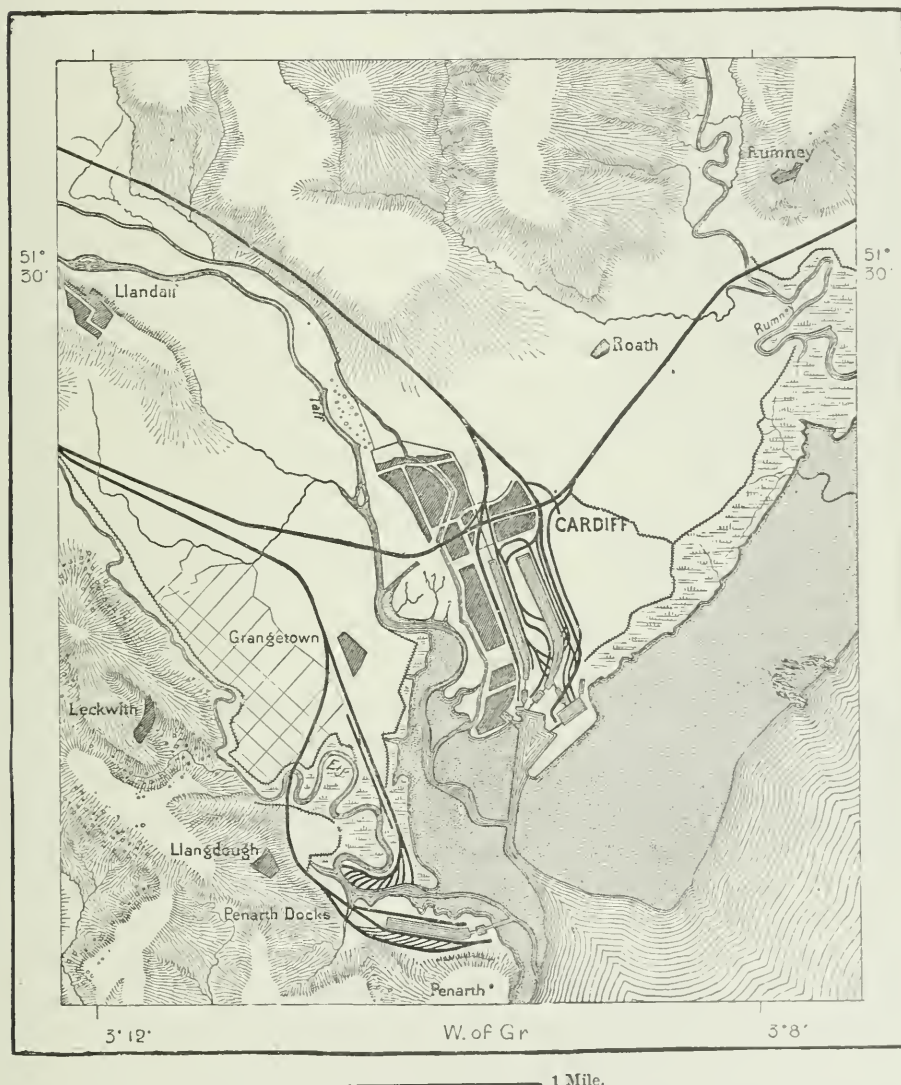 Rumney
51°
30'
51°
30'
Llandaff
Rumney
Roath
Taff
CARDIFF
Grangetown
Leckwith
Ely
Llangdough
Penarth Docks
Penarth
3°12'
W. of Gr
3°8'
1 Mile.